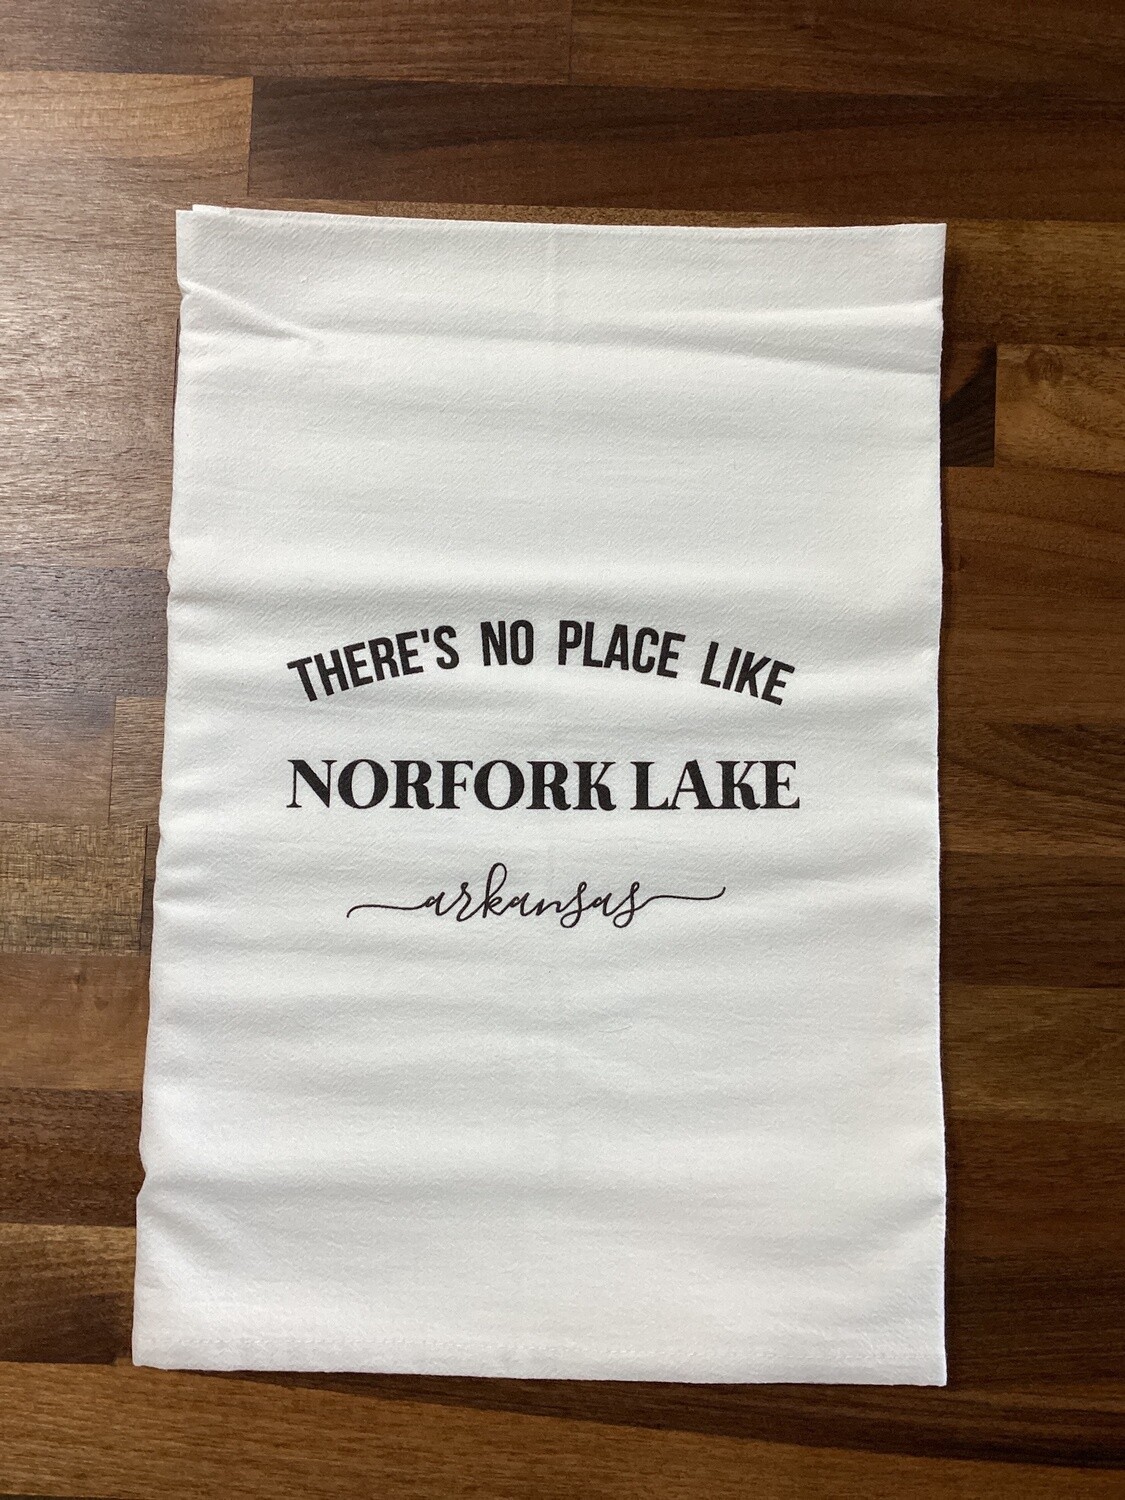 THERE'S NO PLACE LIKE
NORFORK LAKE
arkansas